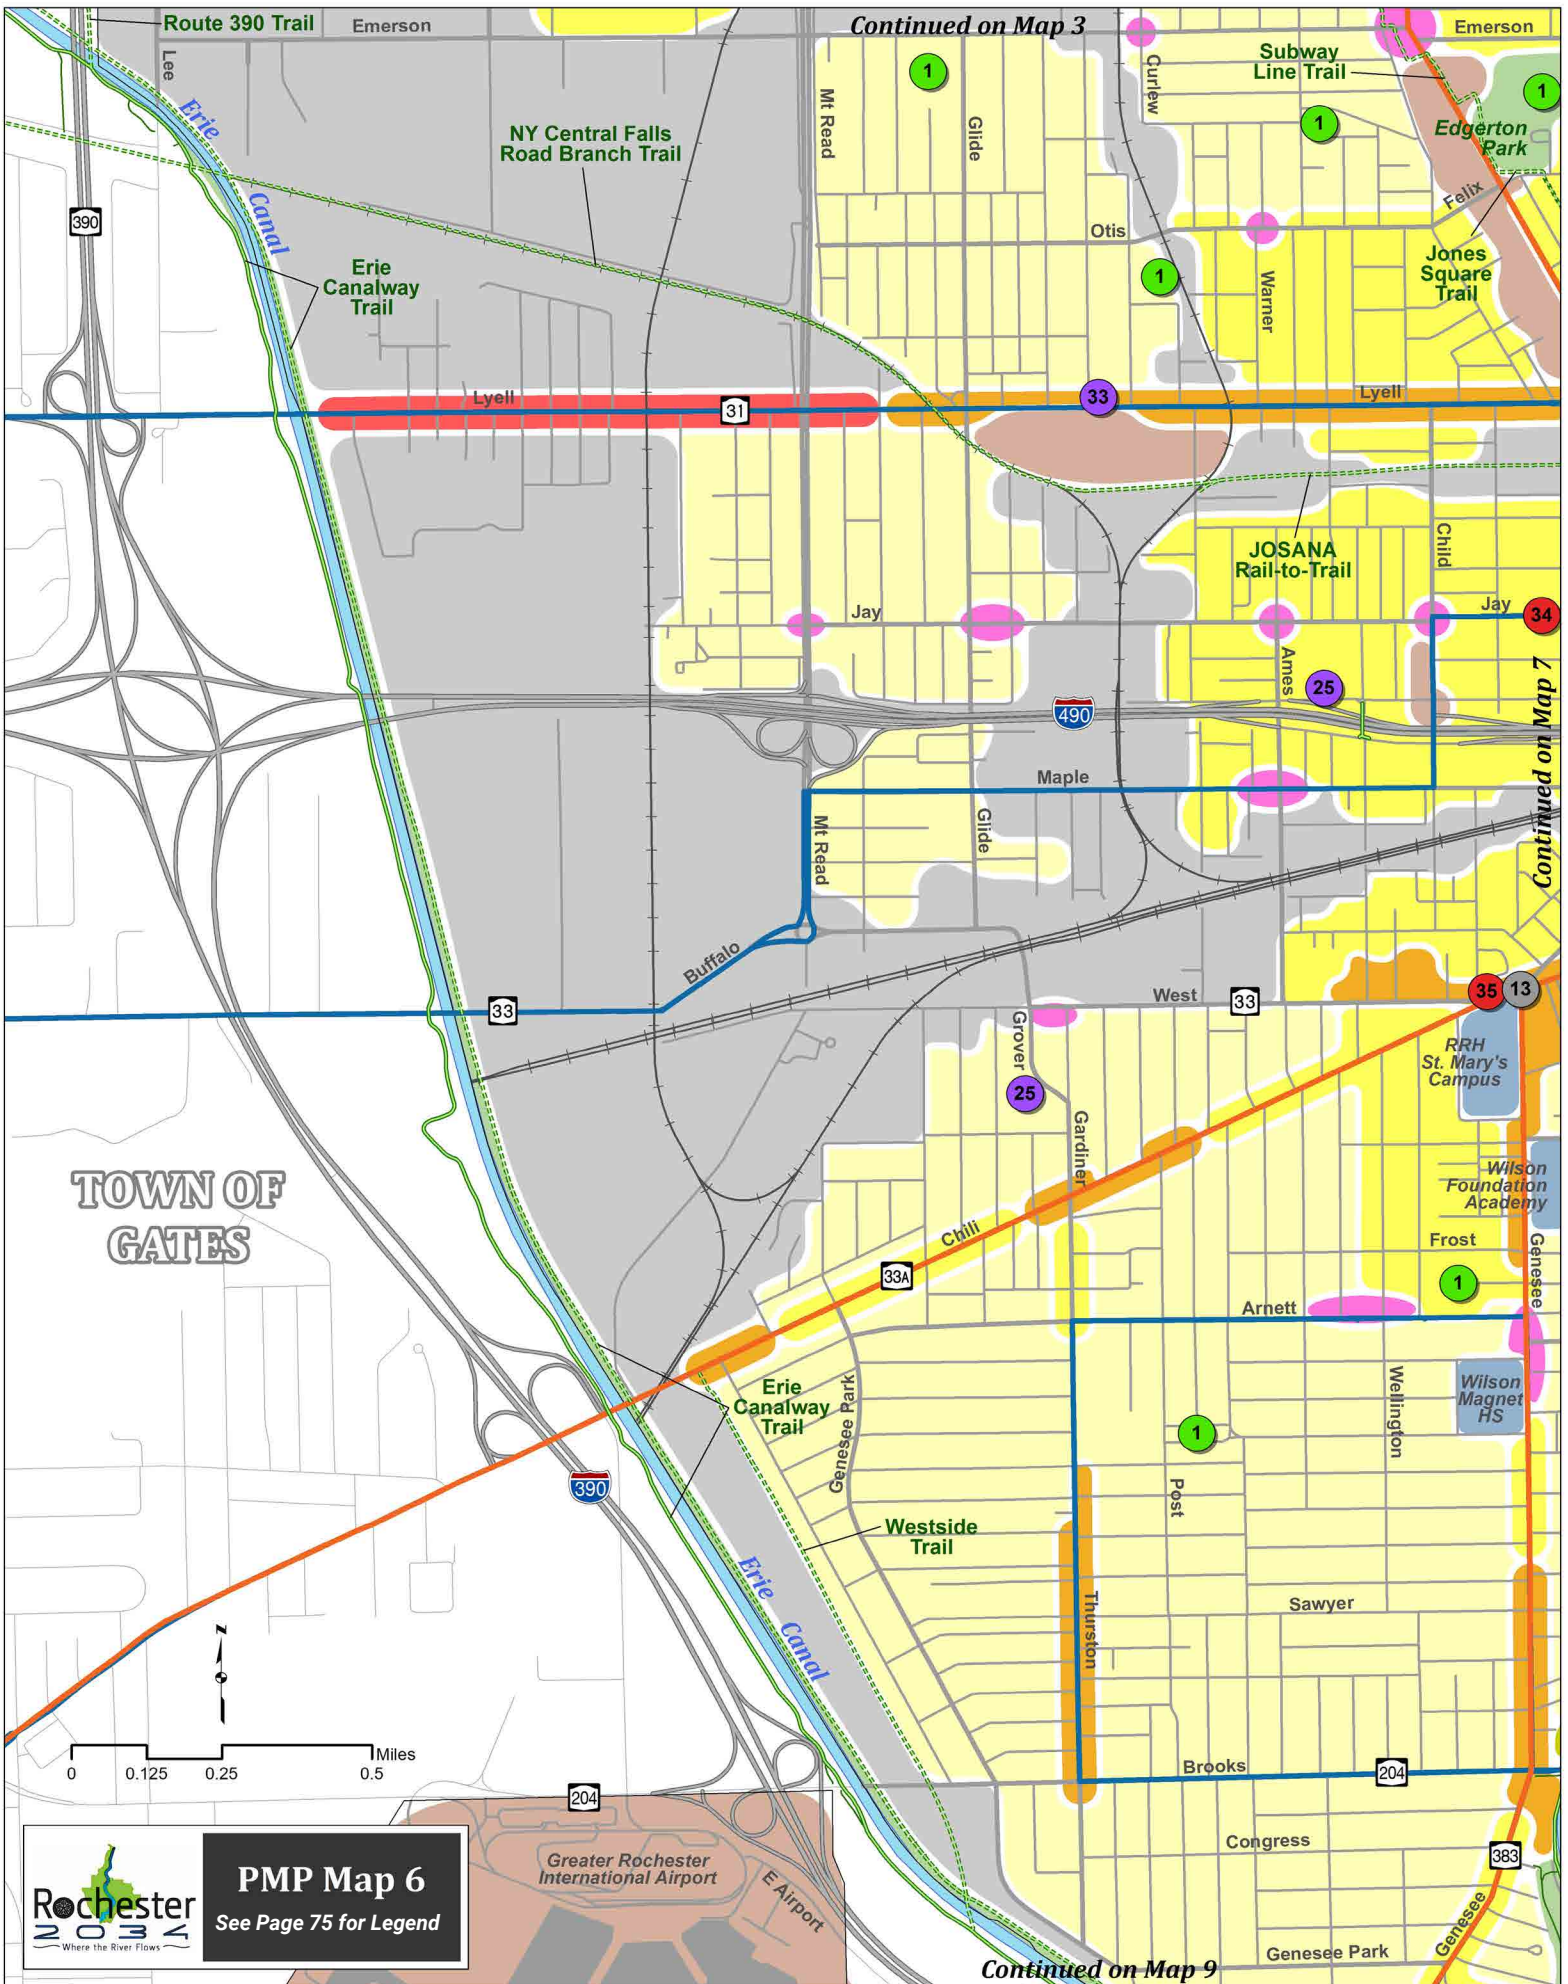 Route 390 Trail
Emerson
Continued on Map 3
Emerson
Lee
Curlew
Subway
Line Trail
1
1
1
Mt Read
Glide
Erie
NY Central Falls
Road Branch Trail
Edgerton
Park
Felix
390
Canal
Otis
Erie
Canalway
Trail
1
Warner
Jones
Square
Trail
Lyell
31
33
Lyell
JOSANA
Rail-to-Trail
Child
Jay
Jay
34
Ames
25
490
Continued on Map 7
Maple
Mt Read
Glide
Buffalo
33
West
33
35
13
Grover
RRH
St. Mary's
Campus
25
Gardiner
TOWN OF
GATES
Wilson
Foundation
Academy
Chili
Frost
Genesee
33A
1
Arnett
Erie
Canalway
Trail
Genesee Park
Wellington
Wilson
Magnet
HS
1
390
Post
Westside
Trail
Erie
Canal
Thurston
Sawyer
N
Miles
0
0.125
0.25
0.5
Brooks
204
204
Congress
383
Greater Rochester
International Airport
E Airport
Rochester
2034
Where the River Flows
PMP Map 6
See Page 75 for Legend
Genesee
Genesee Park
Continued on Map 9